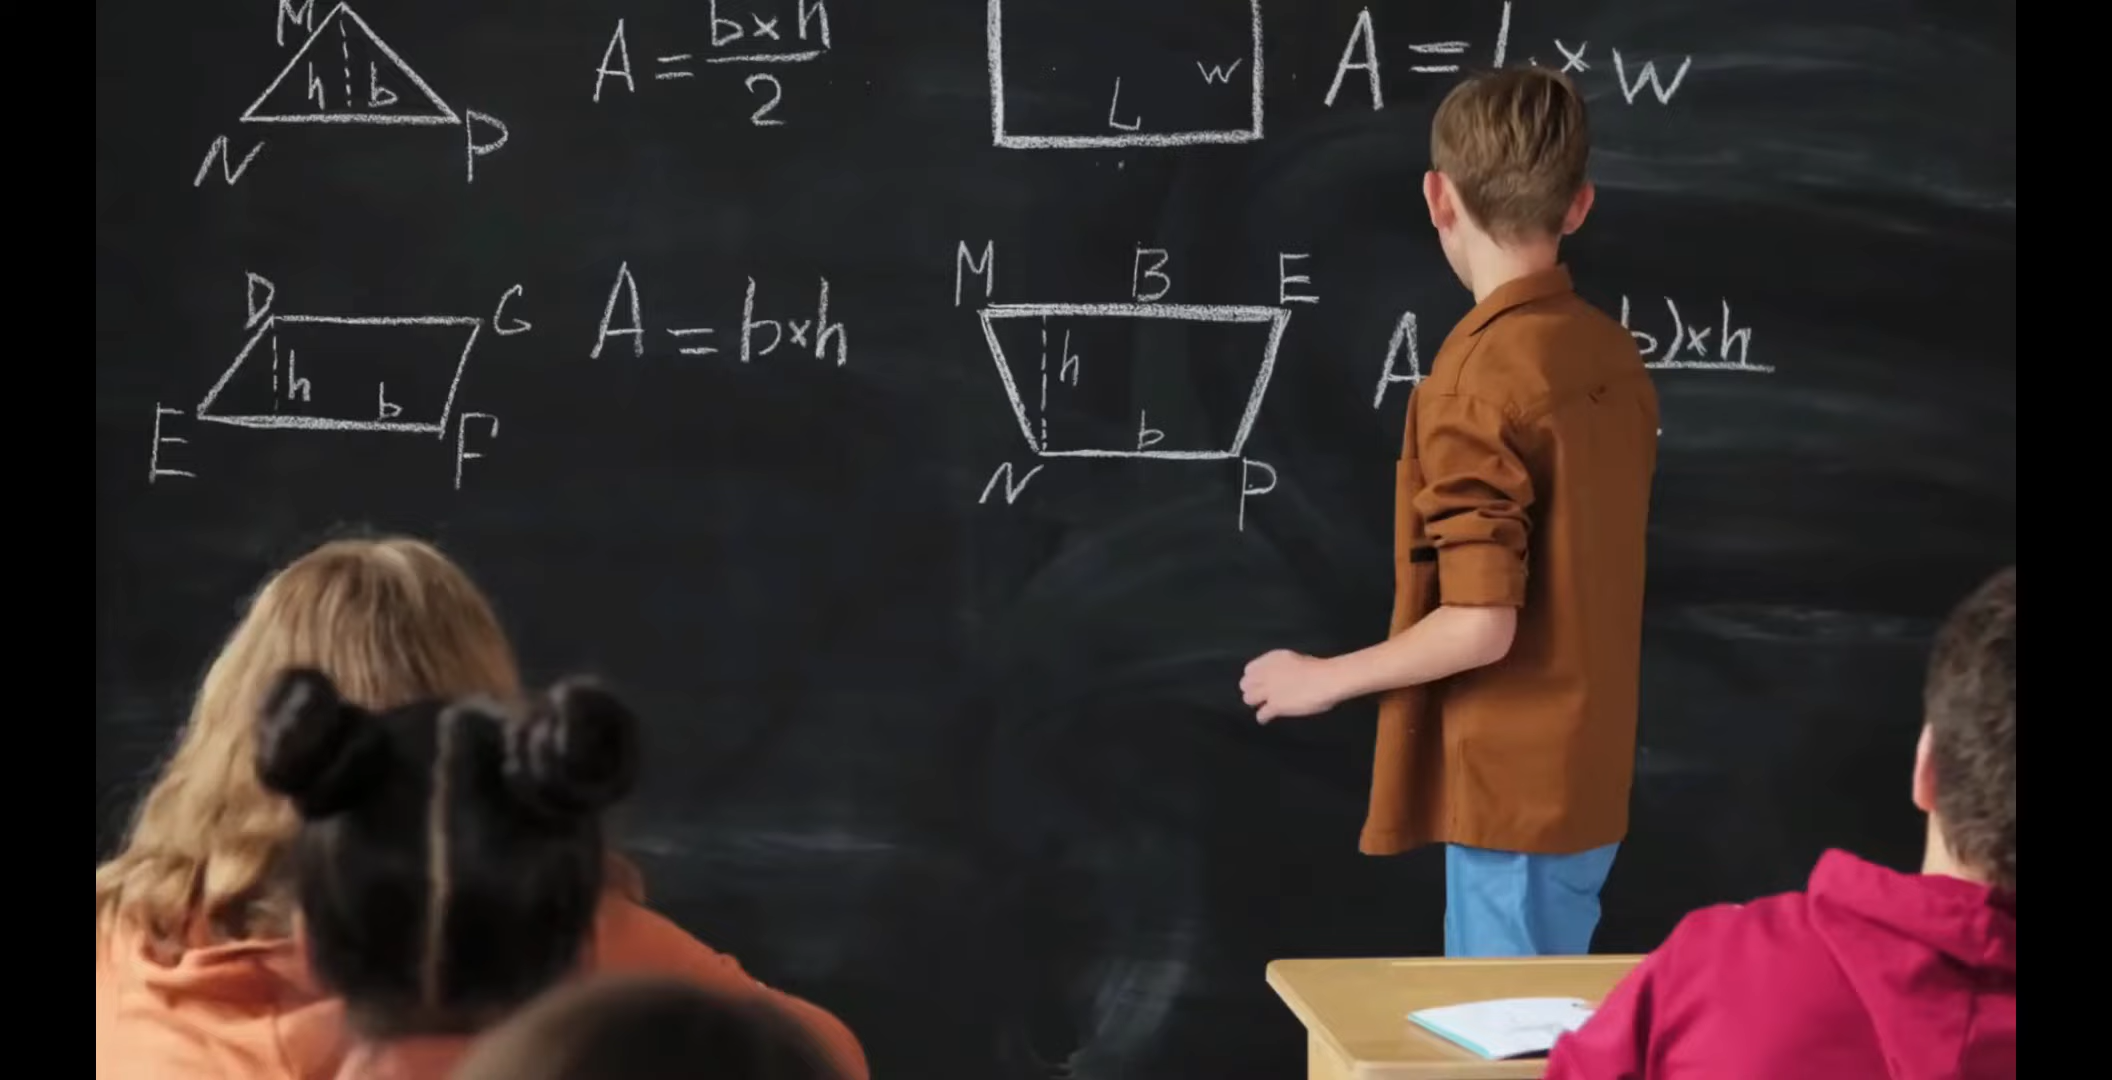 M
h b
N P
A = b×h
2
L w
A = L × w
D G
h b
E F
A = b×h
M B E
h
b
N P
A b)×h